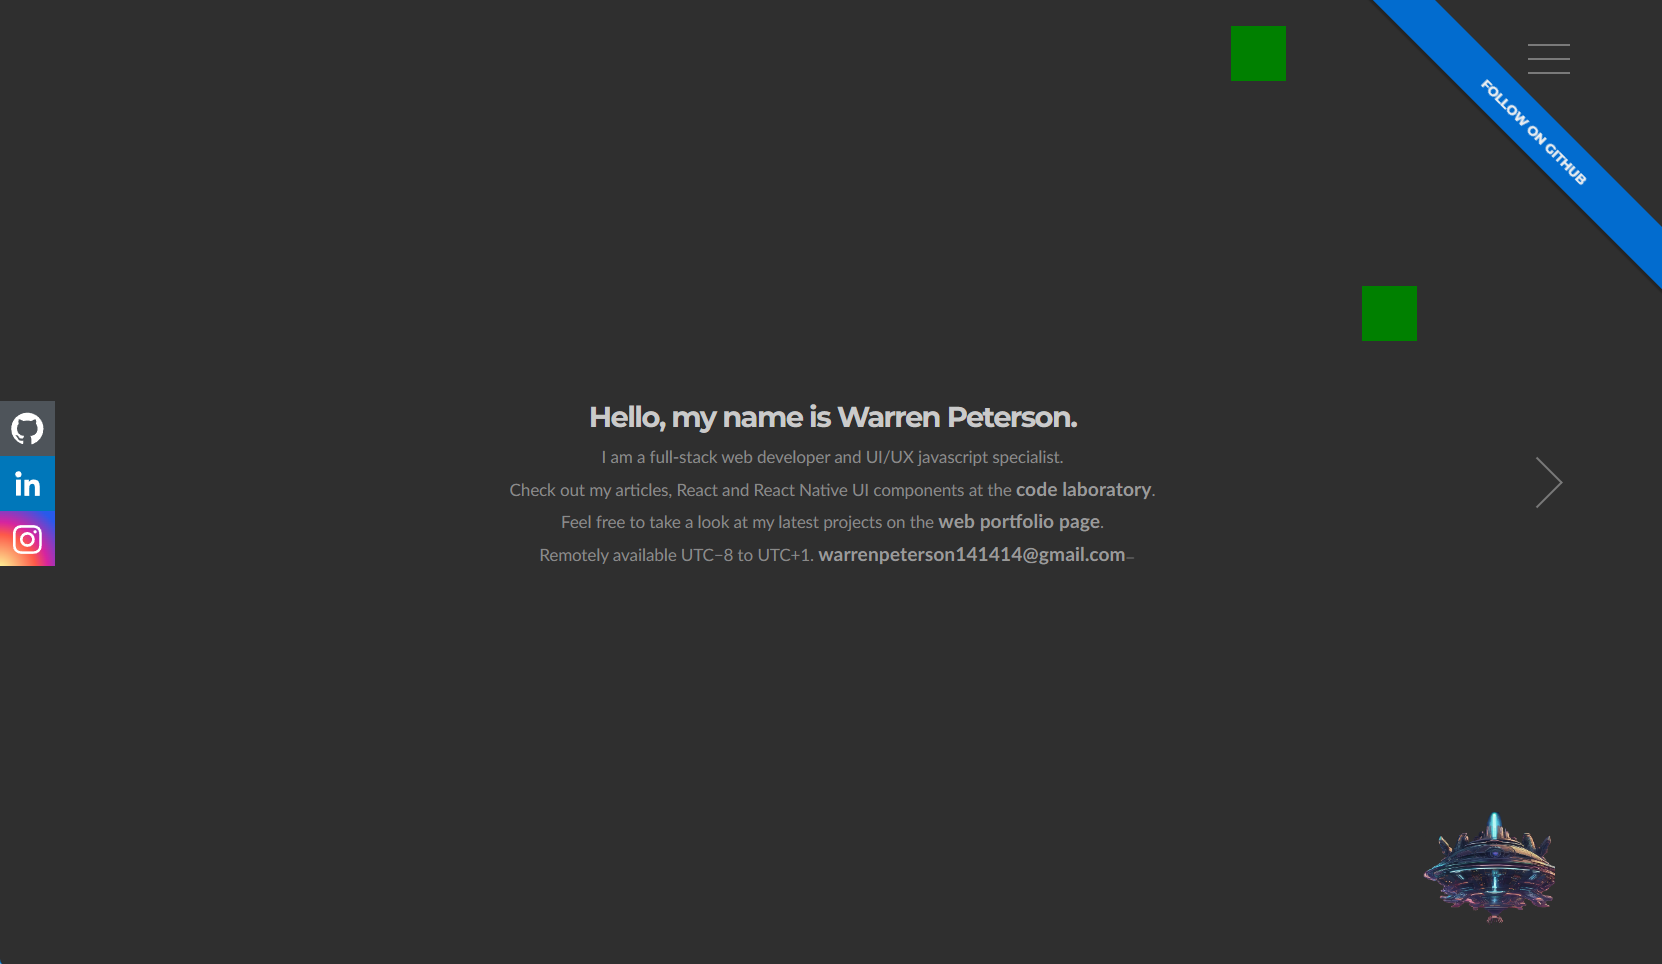 FOLLOW ON GITHUB
Hello, my name is Warren Peterson.
I am a full-stack web developer and UI/UX javascript specialist.
Check out my articles, React and React Native UI components at the code laboratory.
Feel free to take a look at my latest projects on the web portfolio page.
Remotely available UTC−8 to UTC+1. warrenpeterson141414@gmail.com_
in